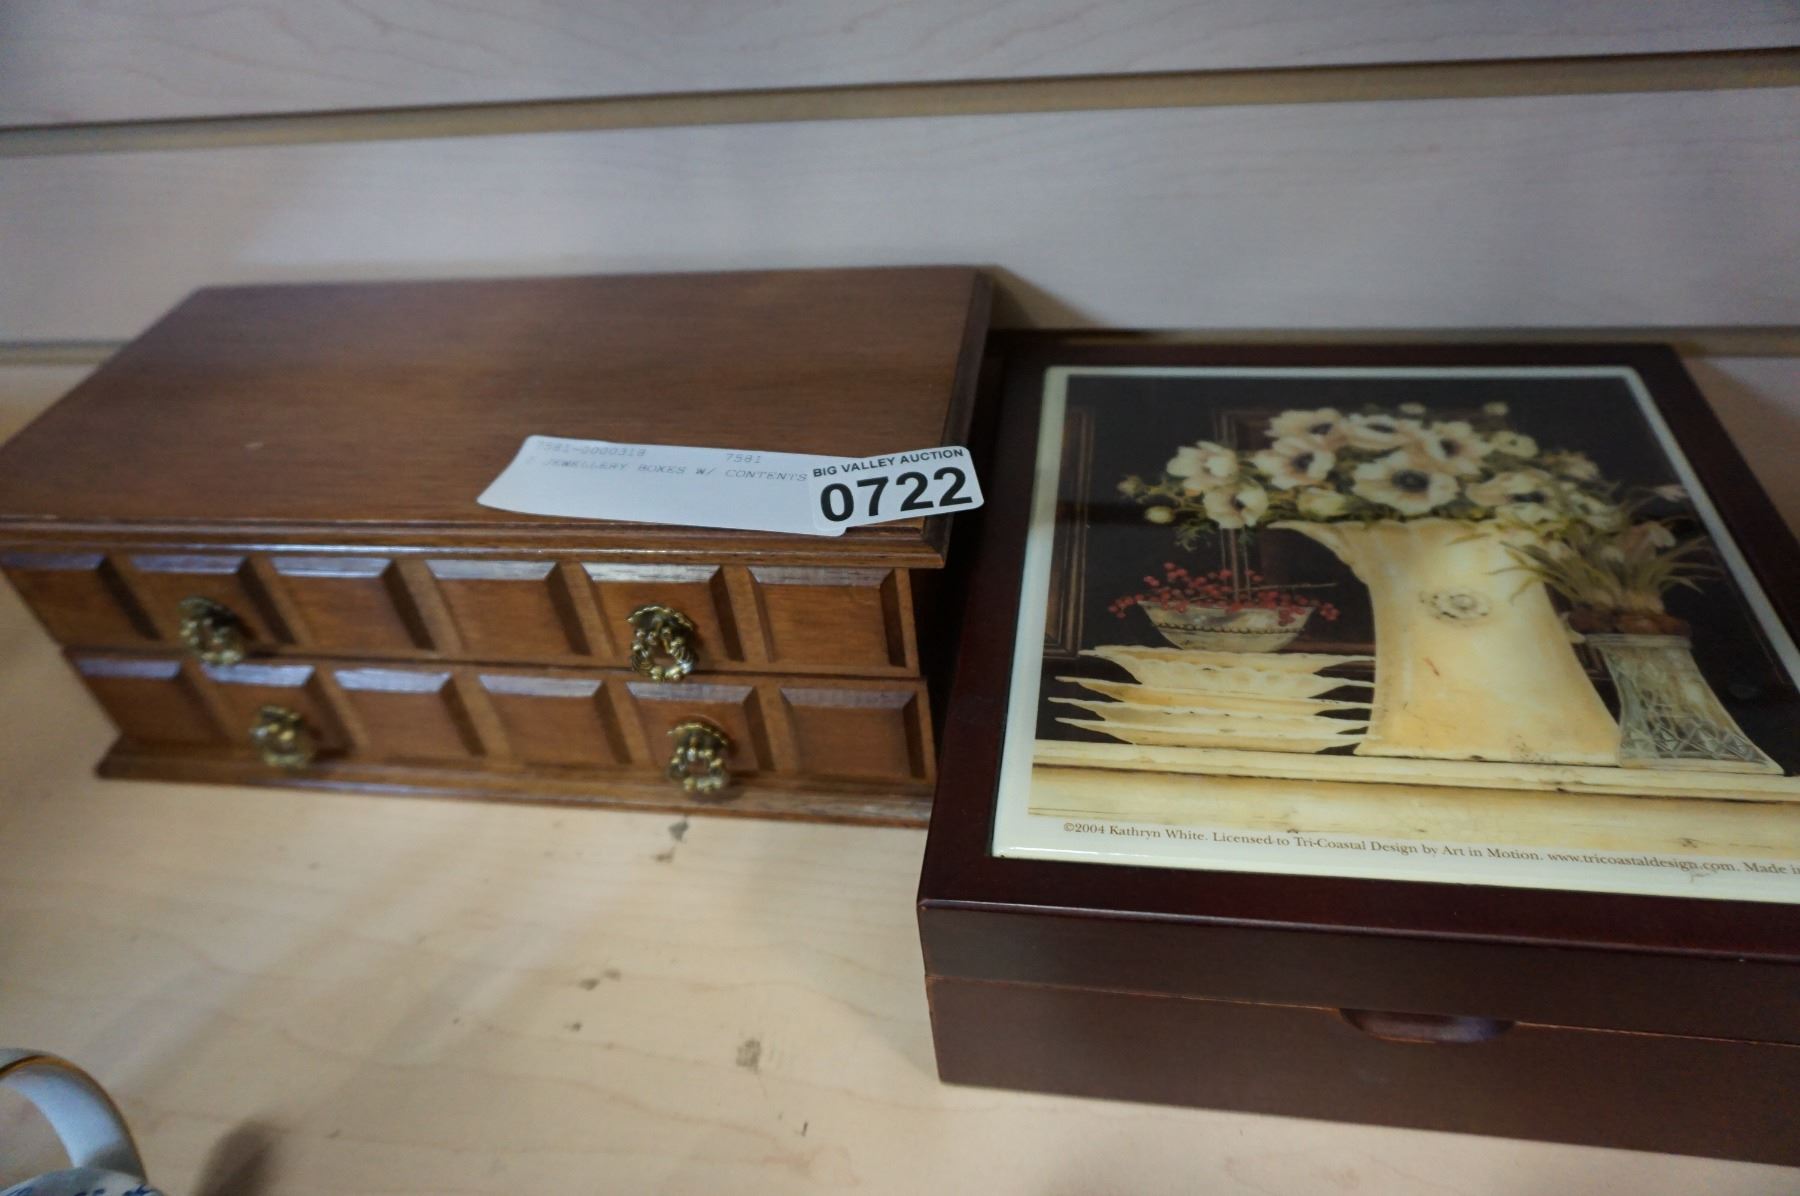 7581-0000318 7581
2 JEWELLERY BOXES W/ CONTENTS
BIG VALLEY AUCTION
0722
©2004 Kathryn White. Licensed to Tri-Coastal Design by Art in Motion. www.tricoastaldesign.com. Made in